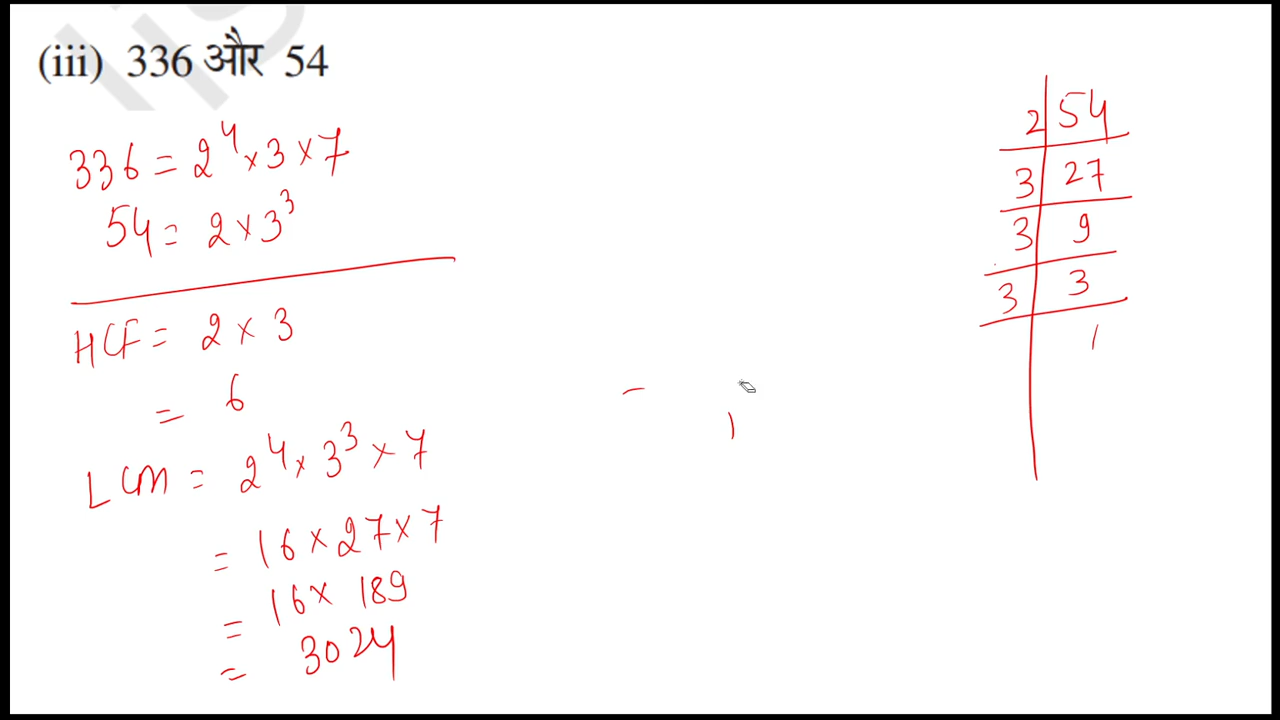 (iii) 336 और 54
336 = 2⁴ × 3 × 7
54 = 2 × 3³
HCF = 2 × 3
= 6
LCM = 2⁴ × 3³ × 7
= 16 × 27 × 7
= 16 × 189
= 3024
2 | 54
3 | 27
3 | 9
3 | 3
1